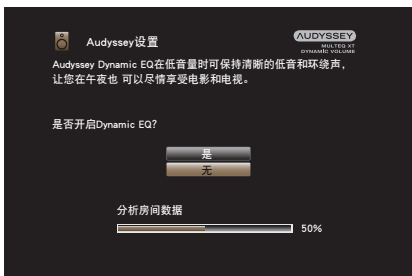 Audyssey设置
AUDYSSEY
MULTEQ XT
DYNAMIC VOLUME
Audyssey Dynamic EQ在低音量时可保持清晰的低音和环绕声，
让您在午夜也 可以尽情享受电影和电视。
是否开启Dynamic EQ?
是
无
分析房间数据
50%